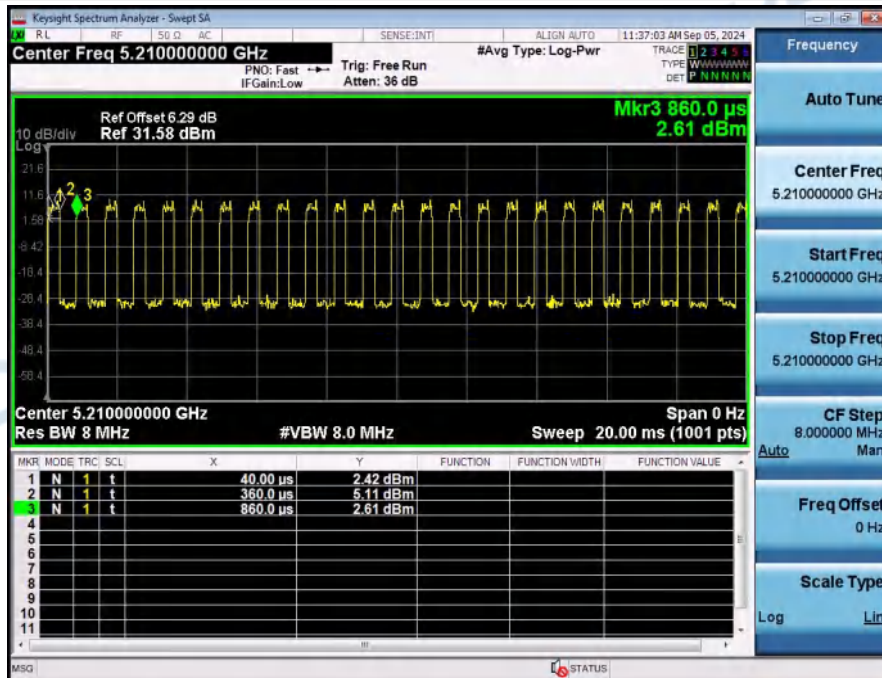 Keysight Spectrum Analyzer - Swept SA
RL RF 50 Ω AC SENSE:INT ALIGN AUTO 11:37:03 AM Sep 05, 2024
Center Freq 5.210000000 GHz #Avg Type: Log-Pwr TRACE 1 2 3 4 5 6
PNO: Fast Trig: Free Run TYPE WWWWWW
IFGain:Low Atten: 36 dB DET P N N N N N
Ref Offset 6.29 dB Mkr3 860.0 µs
10 dB/div Ref 31.58 dBm 2.61 dBm
Log
21.6
11.6
1 2 3
1.58
-8.42
-18.4
-28.4
-38.4
-48.4
-58.4
Center 5.210000000 GHz Span 0 Hz
Res BW 8 MHz #VBW 8.0 MHz Sweep 20.00 ms (1001 pts)
MKR MODE TRC SCL X Y FUNCTION FUNCTION WIDTH FUNCTION VALUE
1 N 1 t 40.00 µs 2.42 dBm
2 N 1 t 360.0 µs 5.11 dBm
3 N 1 t 860.0 µs 2.61 dBm
4
5
6
7
8
9
10
11
MSG STATUS
Frequency
Auto Tune
Center Freq
5.210000000 GHz
Start Freq
5.210000000 GHz
Stop Freq
5.210000000 GHz
CF Step
8.000000 MHz
Auto Man
Freq Offset
0 Hz
Scale Type
Log Lin